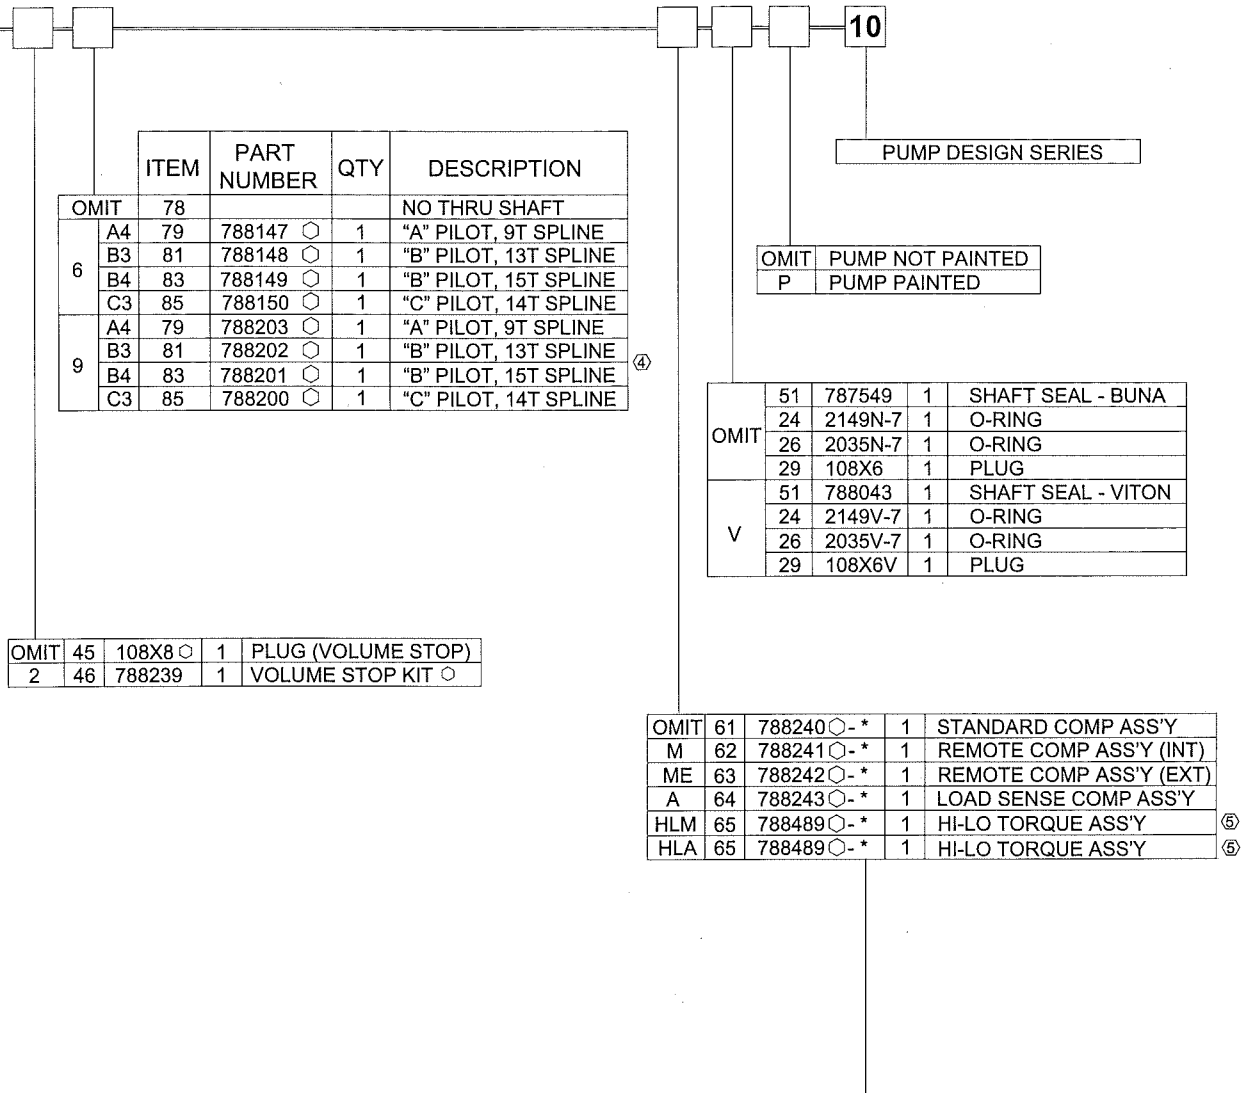 10
PUMP DESIGN SERIES
ITEM PART NUMBER QTY DESCRIPTION
OMIT 78 NO THRU SHAFT
6 A4 79 788147 ⬡ 1 "A" PILOT, 9T SPLINE
B3 81 788148 ⬡ 1 "B" PILOT, 13T SPLINE
B4 83 788149 ⬡ 1 "B" PILOT, 15T SPLINE
C3 85 788150 ⬡ 1 "C" PILOT, 14T SPLINE
9 A4 79 788203 ⬡ 1 "A" PILOT, 9T SPLINE
B3 81 788202 ⬡ 1 "B" PILOT, 13T SPLINE
B4 83 788201 ⬡ 1 "B" PILOT, 15T SPLINE
C3 85 788200 ⬡ 1 "C" PILOT, 14T SPLINE
4
OMIT PUMP NOT PAINTED
P PUMP PAINTED
OMIT 51 787549 1 SHAFT SEAL - BUNA
24 2149N-7 1 O-RING
26 2035N-7 1 O-RING
29 108X6 1 PLUG
V 51 788043 1 SHAFT SEAL - VITON
24 2149V-7 1 O-RING
26 2035V-7 1 O-RING
29 108X6V 1 PLUG
OMIT 45 108X8 ⬡ 1 PLUG (VOLUME STOP)
2 46 788239 1 VOLUME STOP KIT ⬡
OMIT 61 788240⬡- * 1 STANDARD COMP ASS'Y
M 62 788241⬡- * 1 REMOTE COMP ASS'Y (INT)
ME 63 788242⬡- * 1 REMOTE COMP ASS'Y (EXT)
A 64 788243⬡- * 1 LOAD SENSE COMP ASS'Y
HLM 65 788489⬡- * 1 HI-LO TORQUE ASS'Y 5
HLA 65 788489⬡- * 1 HI-LO TORQUE ASS'Y 5